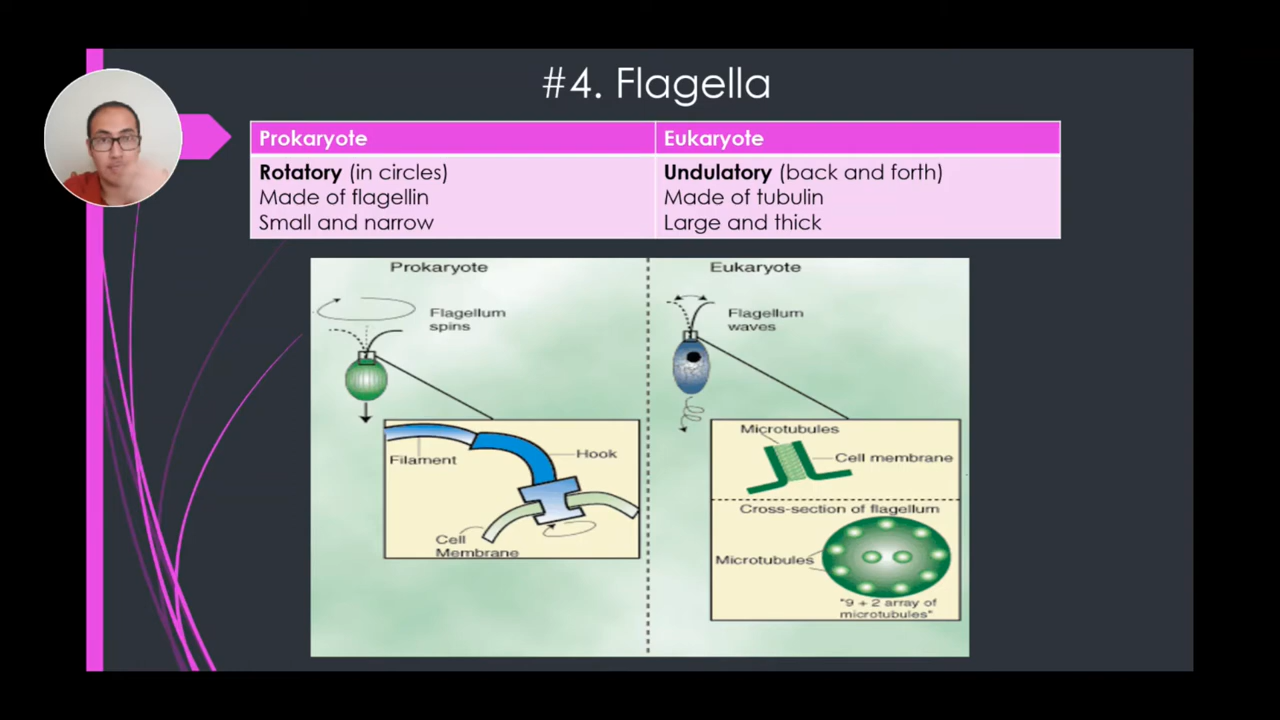 #4. Flagella
Prokaryote
Rotatory (in circles)
Made of flagellin
Small and narrow
Eukaryote
Undulatory (back and forth)
Made of tubulin
Large and thick
Prokaryote
Flagellum
spins
Filament
Hook
Cell
Membrane
Eukaryote
Flagellum
waves
Microtubules
Cell membrane
Cross-section of flagellum
Microtubules
"9 + 2 array of
microtubules"